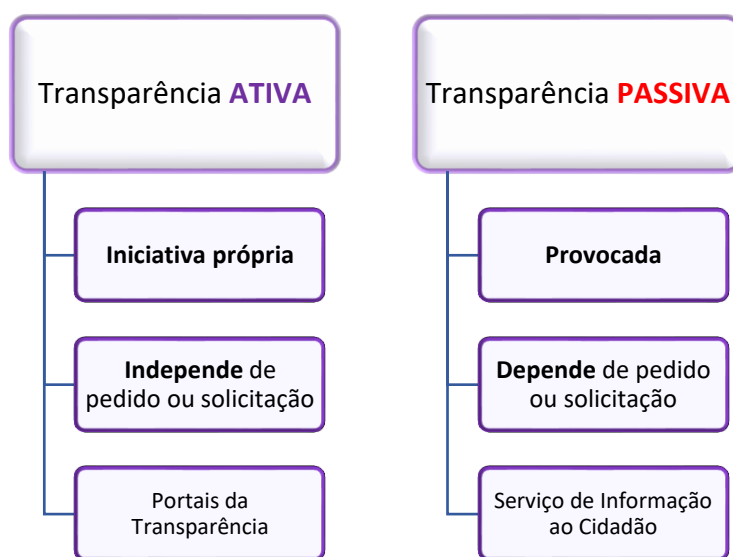 Transparência ATIVA
Iniciativa própria
Independe de
pedido ou solicitação
Portais da
Transparência
Transparência PASSIVA
Provocada
Depende de pedido
ou solicitação
Serviço de Informação
ao Cidadão